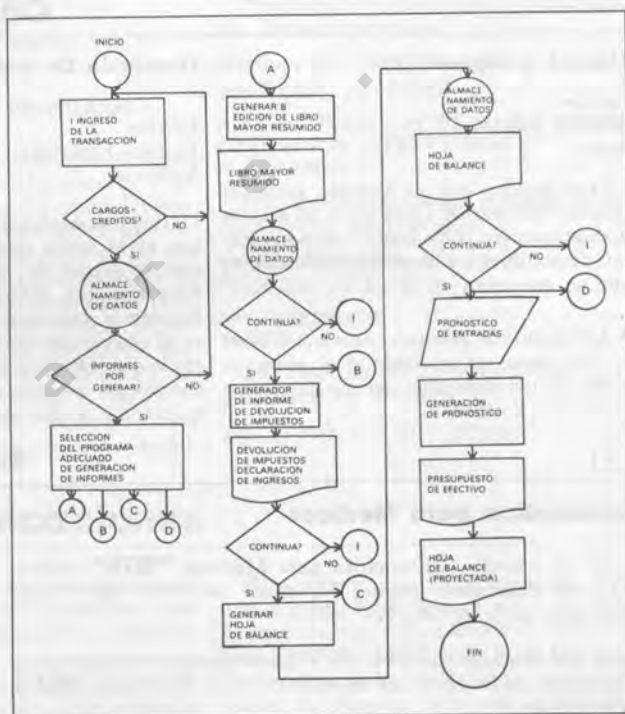 INICIO
I INGRESO
DE LA
TRANSACCION
CARGOS=
CREDITOS?
NO
SI
ALMACE
NAMIENTO
DE DATOS
INFORMES
POR
GENERAR?
NO
SI
SELECCION
DEL PROGRAMA
ADECUADO
DE GENERACION
DE INFORMES
A
B
C
D
A
GENERAR B
EDICION DE LIBRO
MAYOR RESUMIDO
LIBRO MAYOR
RESUMIDO
ALMACE
NAMIENTO
DE DATOS
CONTINUA?
NO
I
SI
B
GENERADOR
DE INFORME
DE DEVOLUCION
DE IMPUESTOS
DEVOLUCION
DE IMPUESTOS
DECLARACION
DE INGRESOS
CONTINUA?
NO
I
SI
C
GENERAR
HOJA
DE BALANCE
ALMACE
NAMIENTO
DE DATOS
HOJA
DE BALANCE
CONTINUA?
NO
I
SI
D
PRONOSTICO
DE ENTRADAS
GENERACION
DE PRONOSTICO
PRESUPUESTO
DE EFECTIVO
HOJA
DE BALANCE
(PROYECTADA)
FIN